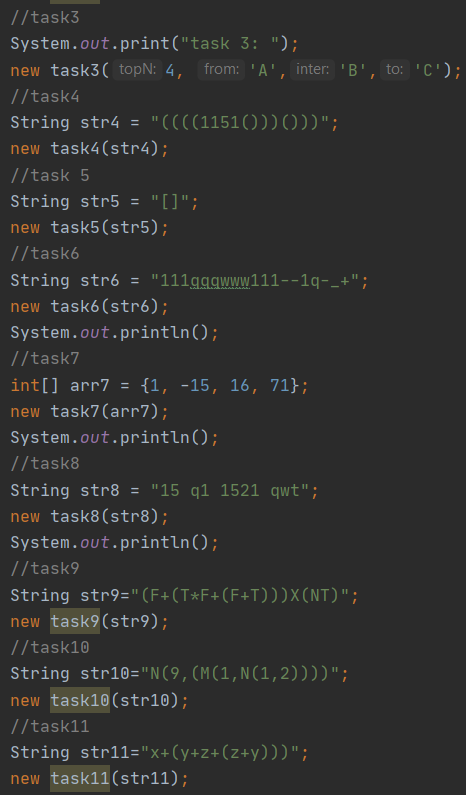 //task3
System.out.print("task 3: ");
new task3( topN: 4, from: 'A', inter: 'B', to: 'C');
//task4
String str4 = "((((1151()))()))";
new task4(str4);
//task 5
String str5 = "[]";
new task5(str5);
//task6
String str6 = "111qqqwww111--1q-_+";
new task6(str6);
System.out.println();
//task7
int[] arr7 = {1, -15, 16, 71};
new task7(arr7);
System.out.println();
//task8
String str8 = "15 q1 1521 qwt";
new task8(str8);
System.out.println();
//task9
String str9="(F+(T*F+(F+T)))X(NT)";
new task9(str9);
//task10
String str10="N(9,(M(1,N(1,2))))";
new task10(str10);
//task11
String str11="x+(y+z+(z+y)))";
new task11(str11);